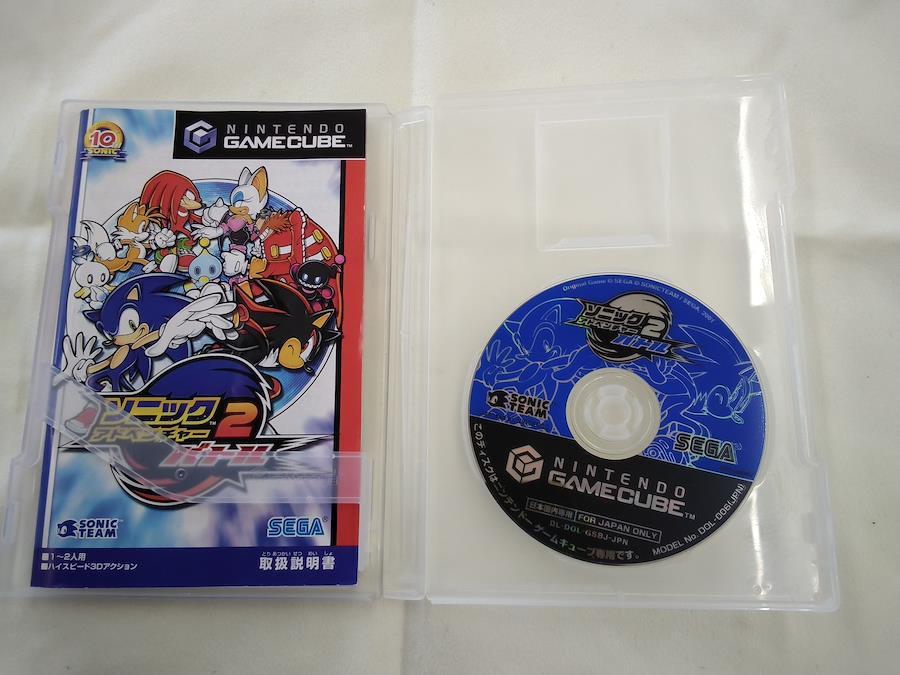 10
SONIC
NINTENDO
GAMECUBE™
ソニック
アドベンチャー2
バトル
SONIC
TEAM
SEGA
■1～2人用
■ハイスピード3Dアクション
とりあつかいせつめいしょ
取扱説明書
Original Game © SEGA © SONICTEAM / SEGA, 2001
ソニック
アドベンチャー2
バトル
SONIC
TEAM
SEGA
NINTENDO
GAMECUBE™
日本国内専用 FOR JAPAN ONLY
DL-DOL-GSBJ-JPN
このディスクはニンテンドー ゲームキューブ専用です。
MODEL No. DOL-006(JPN)